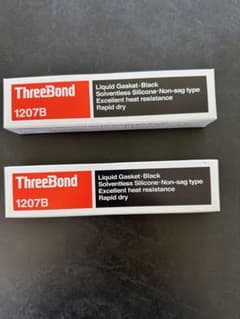 ThreeBond
1207B
Liquid Gasket·Black
Solventless Silicone·Non-sag type
Excellent heat resistance
Rapid dry
ThreeBond
1207B
Liquid Gasket·Black
Solventless Silicone·Non-sag type
Excellent heat resistance
Rapid dry